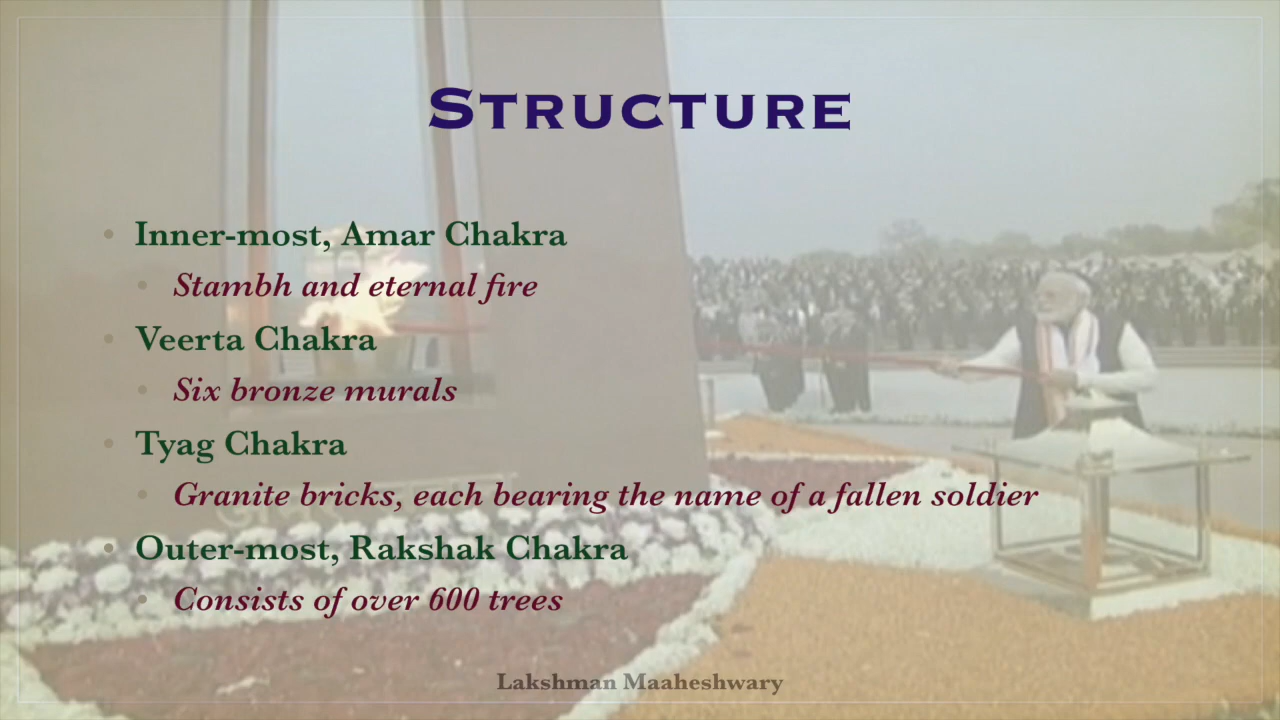 STRUCTURE
• Inner-most, Amar Chakra
• Stambh and eternal fire
• Veerta Chakra
• Six bronze murals
• Tyag Chakra
• Granite bricks, each bearing the name of a fallen soldier
• Outer-most, Rakshak Chakra
• Consists of over 600 trees
Lakshman Maaheshwary